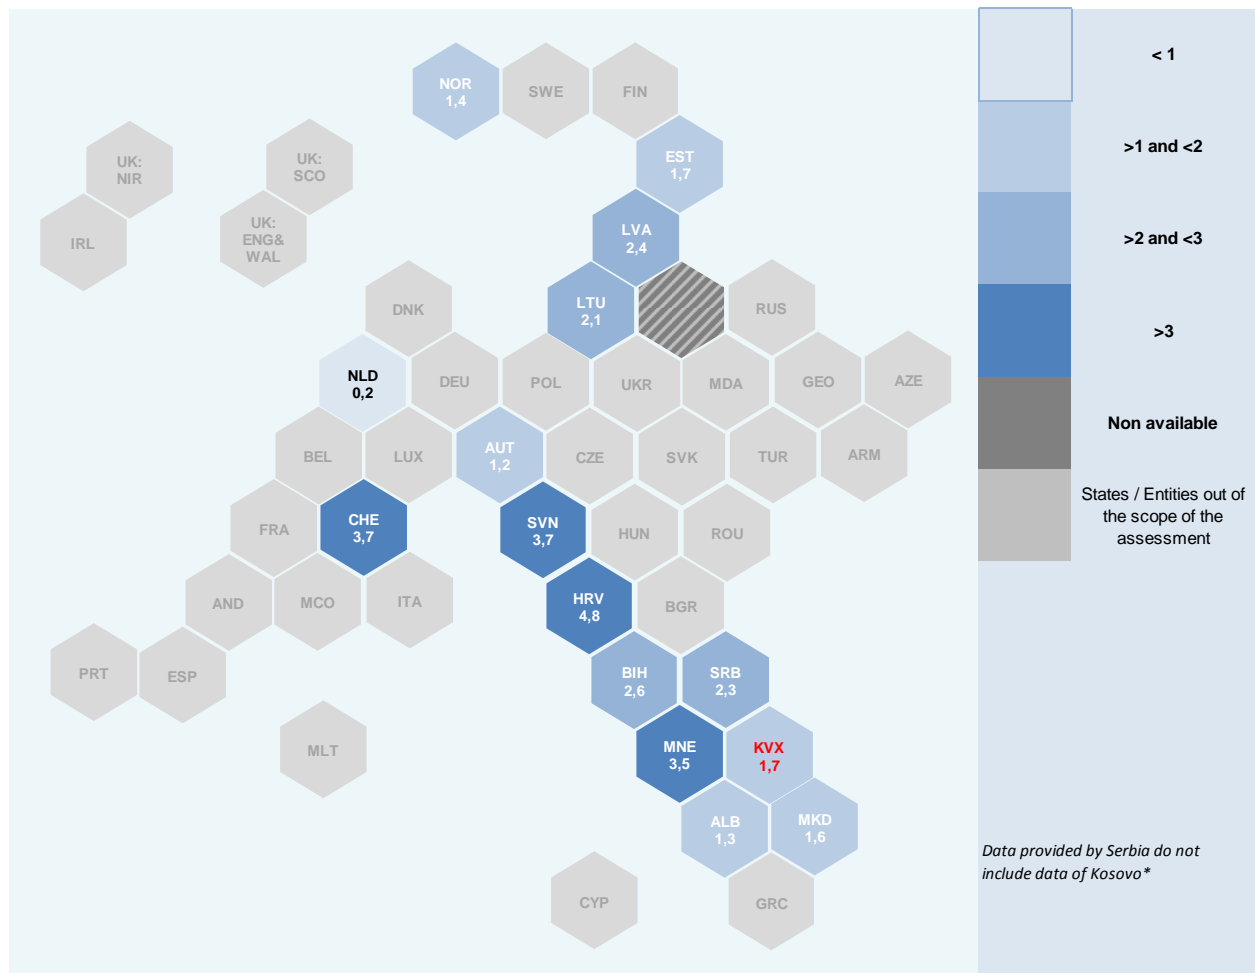 NOR
1,4
SWE
FIN
EST
1,7
UK:
NIR
UK:
SCO
IRL
UK:
ENG&
WAL
LVA
2,4
DNK
LTU
2,1
RUS
NLD
0,2
DEU
POL
UKR
MDA
GEO
AZE
BEL
LUX
AUT
1,2
CZE
SVK
TUR
ARM
FRA
CHE
3,7
SVN
3,7
HUN
ROU
AND
MCO
ITA
HRV
4,8
BGR
PRT
ESP
BIH
2,6
SRB
2,3
MLT
MNE
3,5
KVX
1,7
ALB
1,3
MKD
1,6
CYP
GRC
< 1
>1 and <2
>2 and <3
>3
Non available
States / Entities out of
the scope of the
assessment
Data provided by Serbia do not
include data of Kosovo*